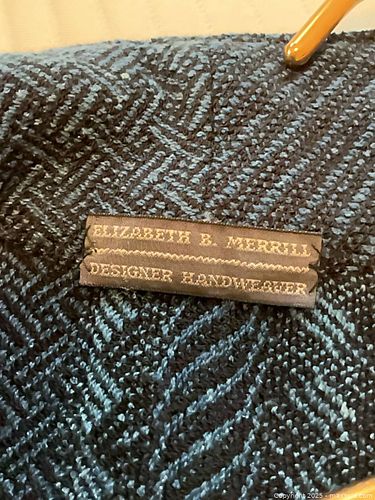 ELIZABETH B. MERRILL
DESIGNER HANDWEAVER